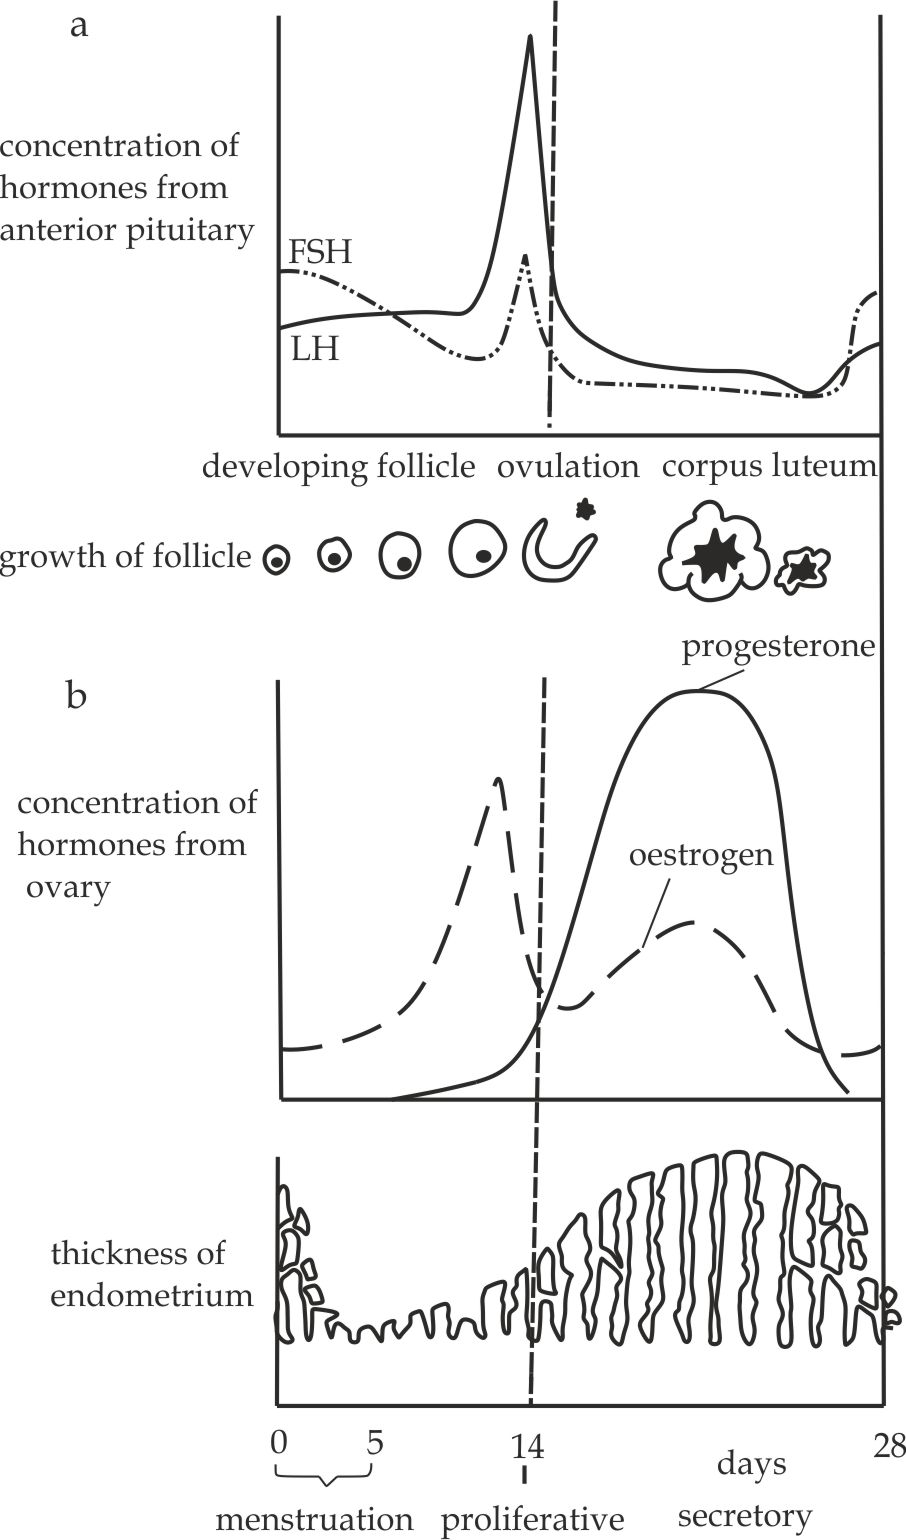 a
concentration of
hormones from
anterior pituitary
FSH
LH
developing follicle ovulation corpus luteum
growth of follicle
progesterone
b
concentration of
hormones from
ovary
oestrogen
thickness of
endometrium
0 5 14 28
days
menstruation proliferative secretory